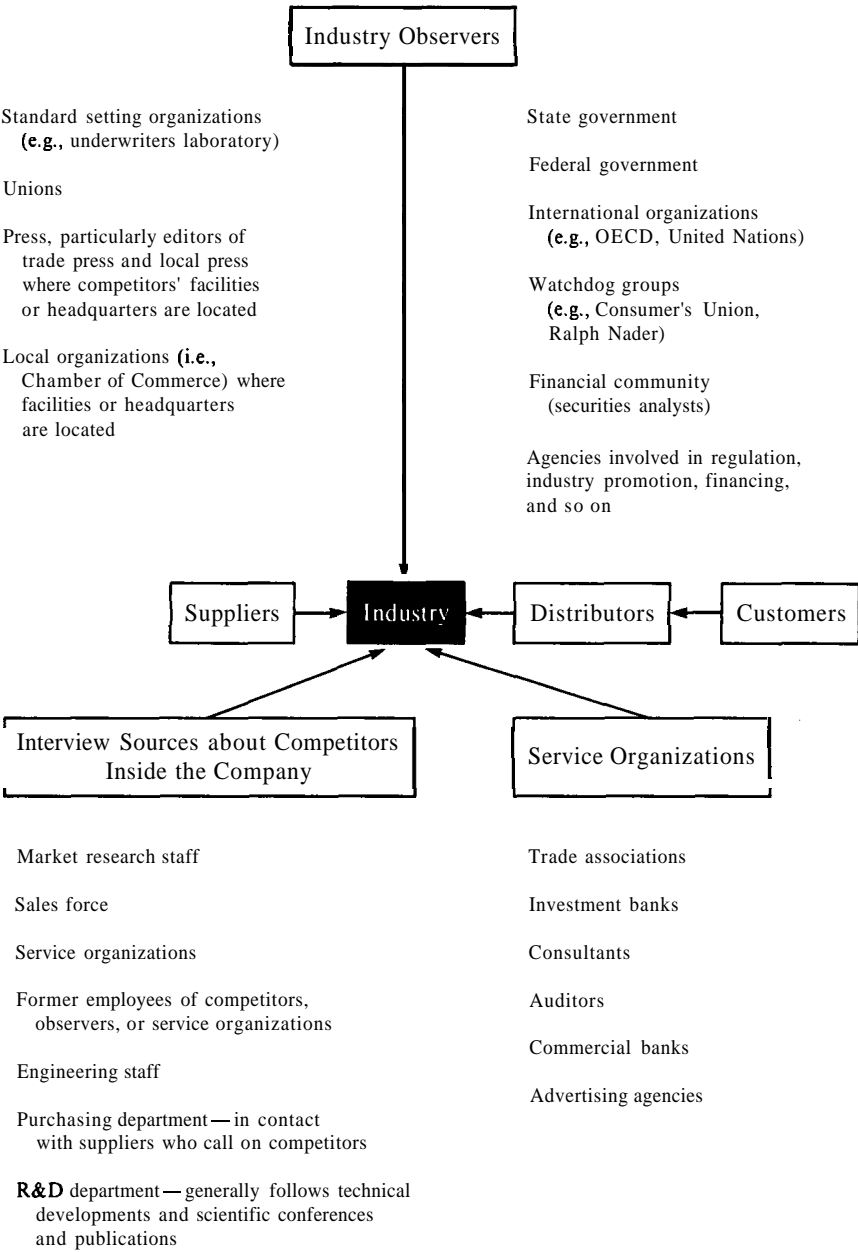 Industry Observers
Standard setting organizations
(e.g., underwriters laboratory)
Unions
Press, particularly editors of
trade press and local press
where competitors' facilities
or headquarters are located
Local organizations (i.e.,
Chamber of Commerce) where
facilities or headquarters
are located
State government
Federal government
International organizations
(e.g., OECD, United Nations)
Watchdog groups
(e.g., Consumer's Union,
Ralph Nader)
Financial community
(securities analysts)
Agencies involved in regulation,
industry promotion, financing,
and so on
Suppliers
Industry
Distributors
Customers
Interview Sources about Competitors
Inside the Company
Service Organizations
Market research staff
Sales force
Service organizations
Former employees of competitors,
observers, or service organizations
Engineering staff
Purchasing department — in contact
with suppliers who call on competitors
R&D department — generally follows technical
developments and scientific conferences
and publications
Trade associations
Investment banks
Consultants
Auditors
Commercial banks
Advertising agencies